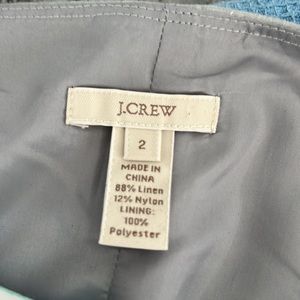 J.CREW
2
MADE IN
CHINA
88% Linen
12% Nylon
LINING:
100%
Polyester